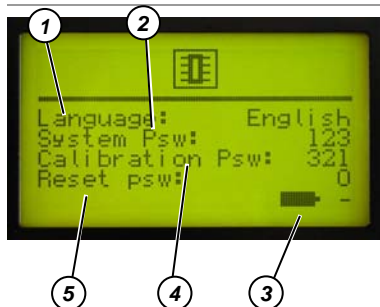 1 2
Language: English
System Psw: 123
Calibration Psw: 321
Reset psw: 0
-
5 4 3